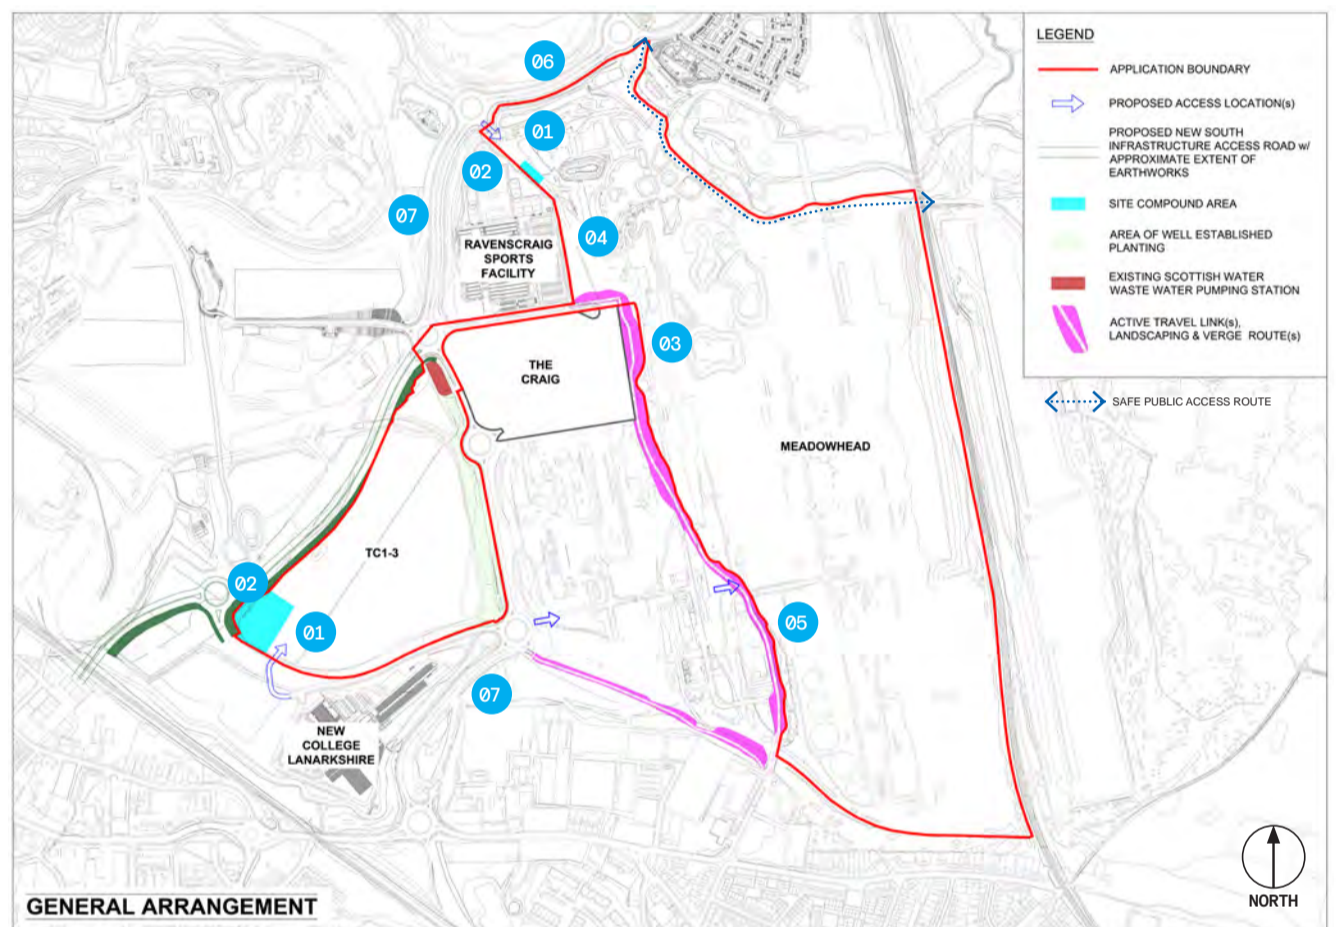 06
01
02
07
RAVENSCRAIG
SPORTS
FACILITY
04
THE
CRAIG
03
MEADOWHEAD
TC1-3
02
01
05
07
NEW
COLLEGE
LANARKSHIRE
GENERAL ARRANGEMENT
LEGEND
APPLICATION BOUNDARY
PROPOSED ACCESS LOCATION(s)
PROPOSED NEW SOUTH
INFRASTRUCTURE ACCESS ROAD w/
APPROXIMATE EXTENT OF
EARTHWORKS
SITE COMPOUND AREA
AREA OF WELL ESTABLISHED
PLANTING
EXISTING SCOTTISH WATER
WASTE WATER PUMPING STATION
ACTIVE TRAVEL LINK(s),
LANDSCAPING & VERGE ROUTE(s)
SAFE PUBLIC ACCESS ROUTE
NORTH